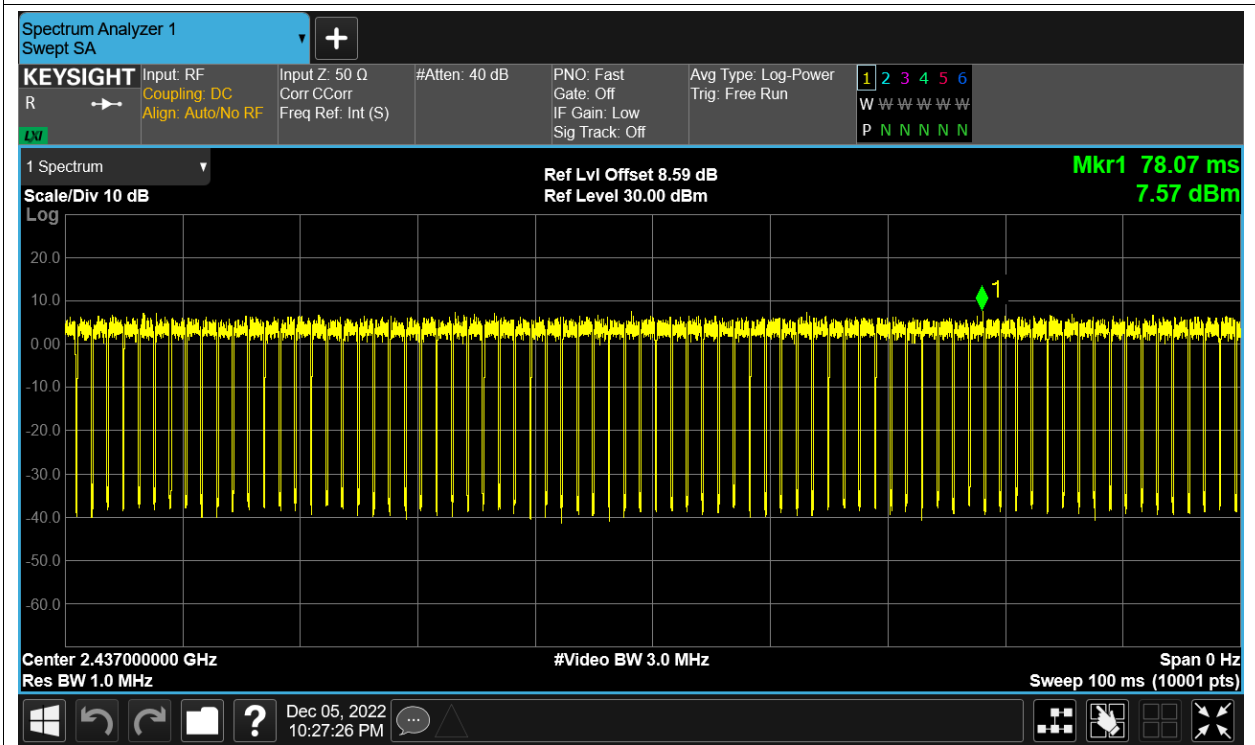 Spectrum Analyzer 1
Swept SA
KEYSIGHT
R
LXI
Input: RF
Coupling: DC
Align: Auto/No RF
Input Z: 50 Ω
Corr CCorr
Freq Ref: Int (S)
#Atten: 40 dB
PNO: Fast
Gate: Off
IF Gain: Low
Sig Track: Off
Avg Type: Log-Power
Trig: Free Run
1 2 3 4 5 6
W W W W W W
P N N N N N
1 Spectrum
Scale/Div 10 dB
Log
Ref Lvl Offset 8.59 dB
Ref Level 30.00 dBm
Mkr1 78.07 ms
7.57 dBm
20.0
1
10.0
0.00
-10.0
-20.0
-30.0
-40.0
-50.0
-60.0
Center 2.437000000 GHz
Res BW 1.0 MHz
#Video BW 3.0 MHz
Span 0 Hz
Sweep 100 ms (10001 pts)
?
Dec 05, 2022
10:27:26 PM